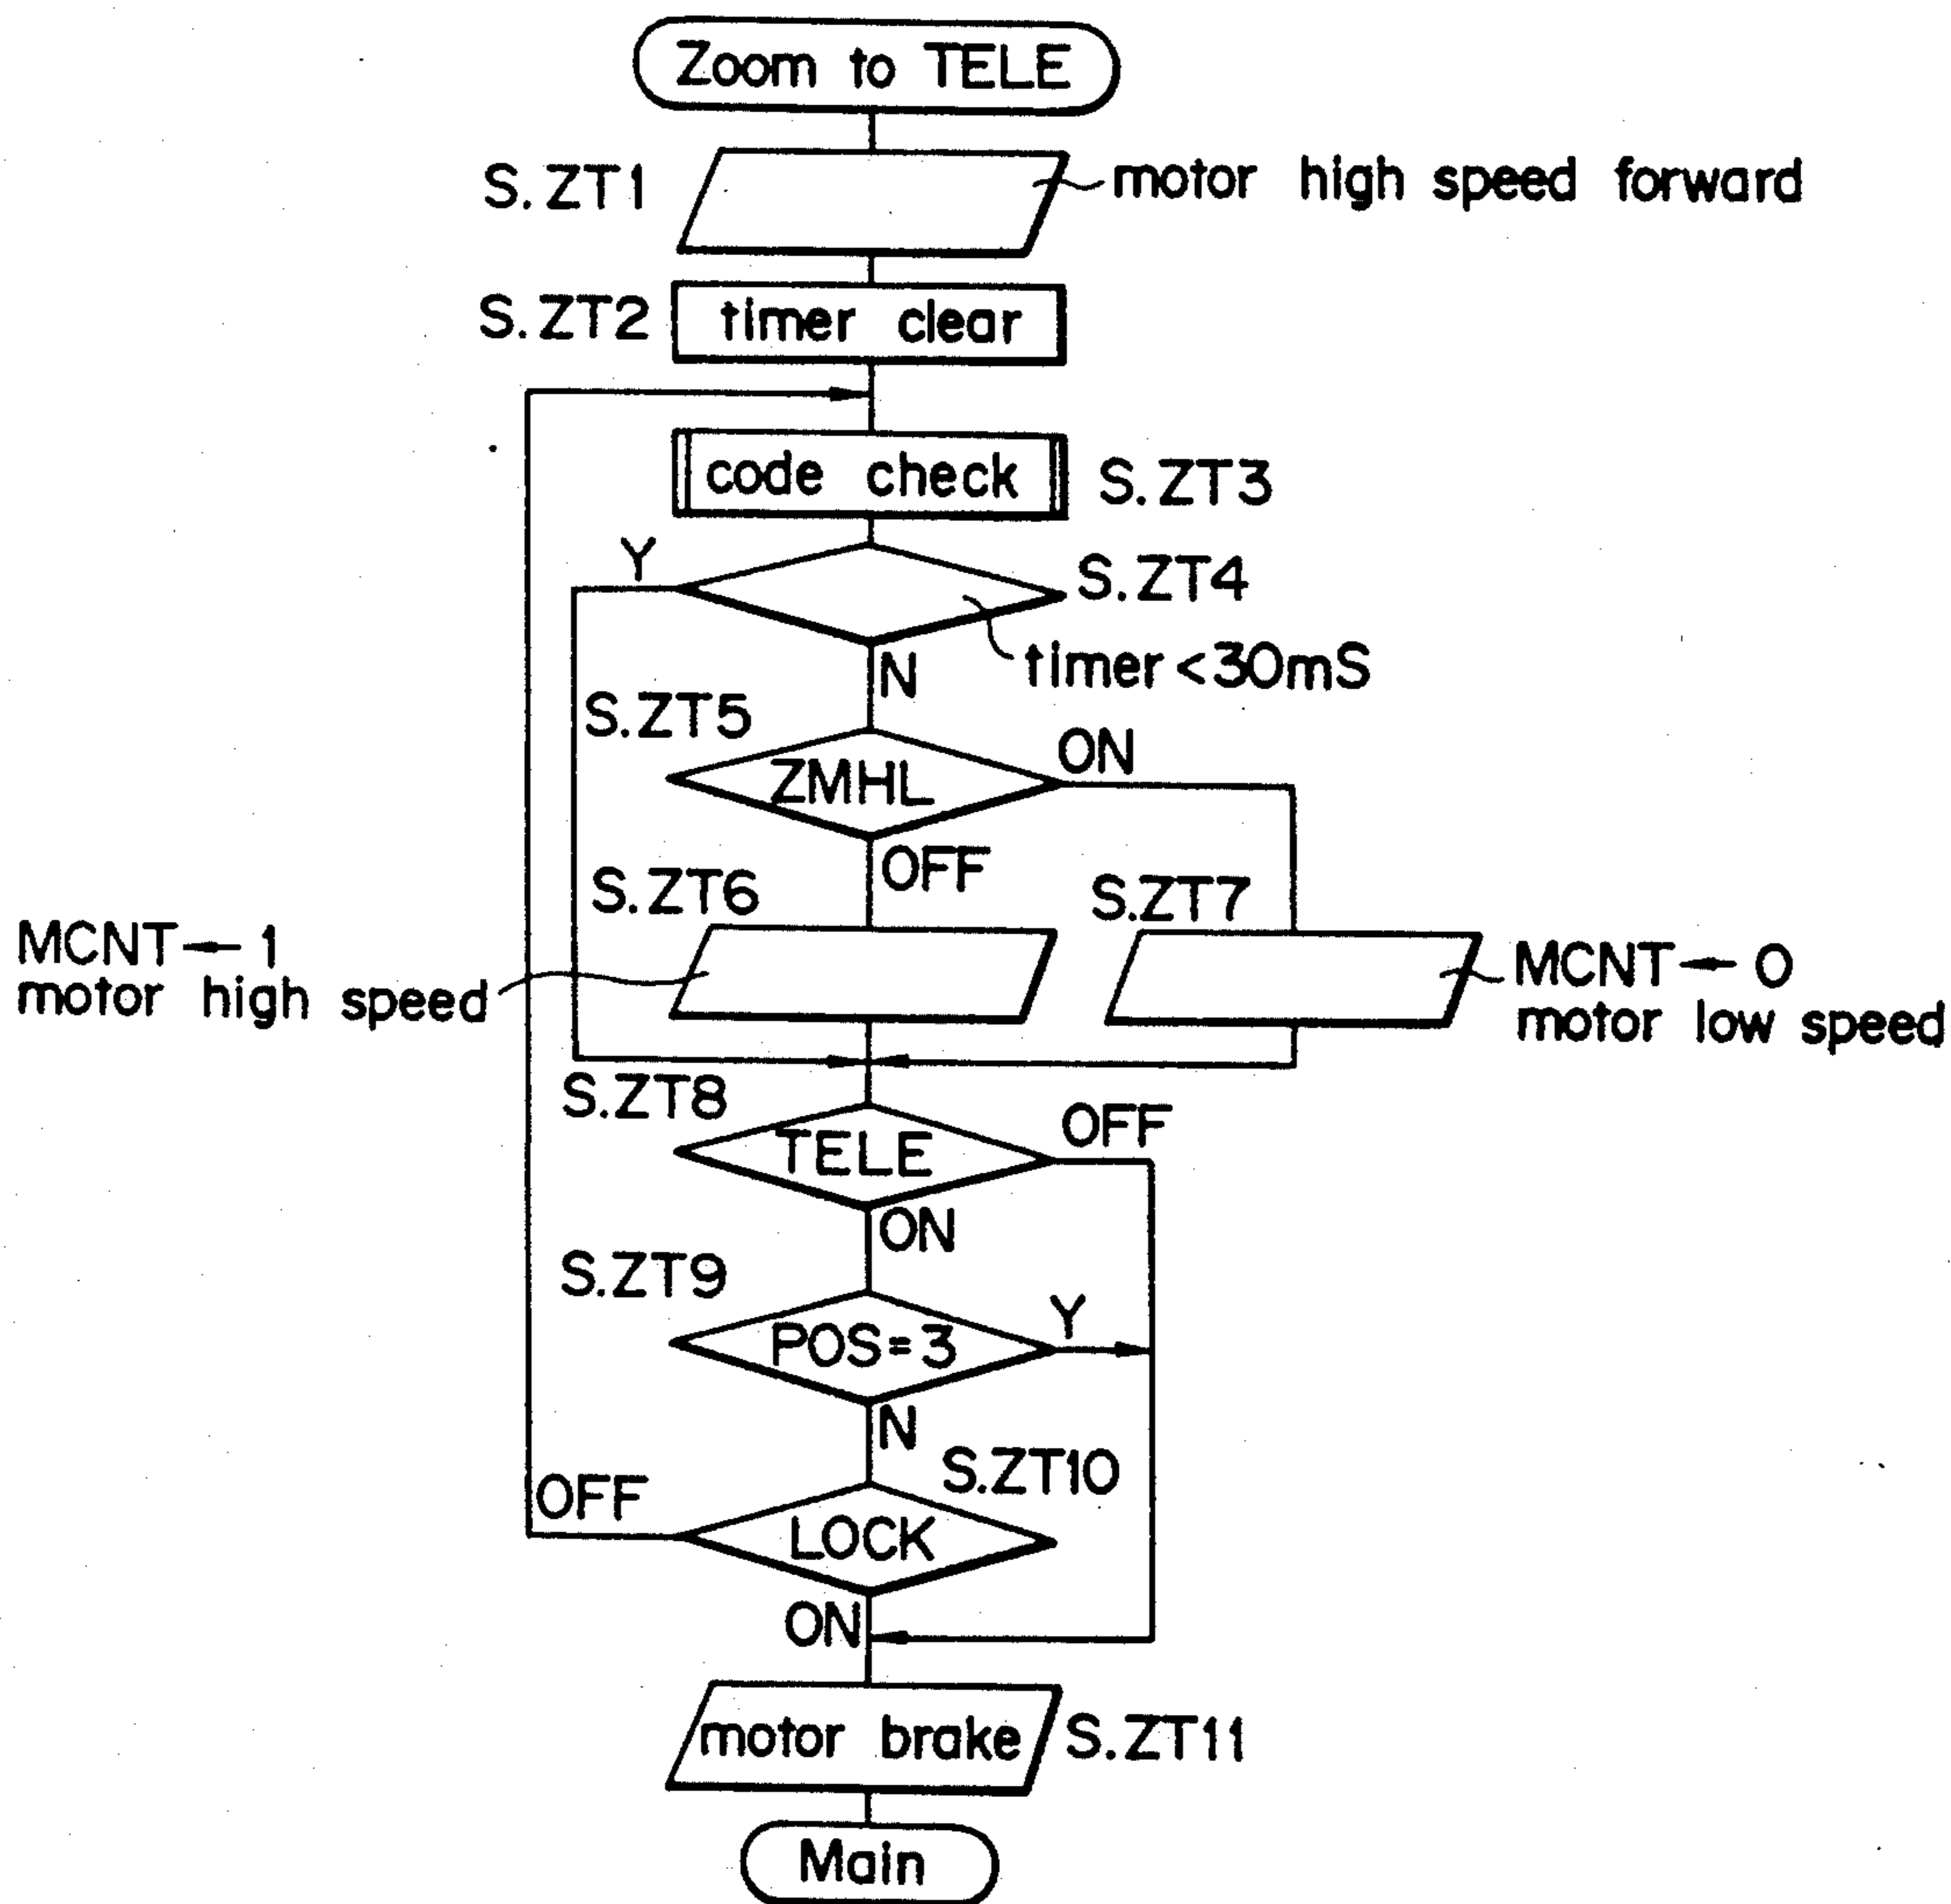 Zoom to TELE
S.ZT1
motor high speed forward
S.ZT2
timer clear
code check
S.ZT3
Y
S.ZT4
timer<30mS
N
S.ZT5
ZMHL
ON
OFF
S.ZT6
S.ZT7
MCNT←1
motor high speed
MCNT←0
motor low speed
S.ZT8
TELE
OFF
ON
S.ZT9
POS=3
Y
N
S.ZT10
OFF
LOCK
ON
motor brake
S.ZT11
Main